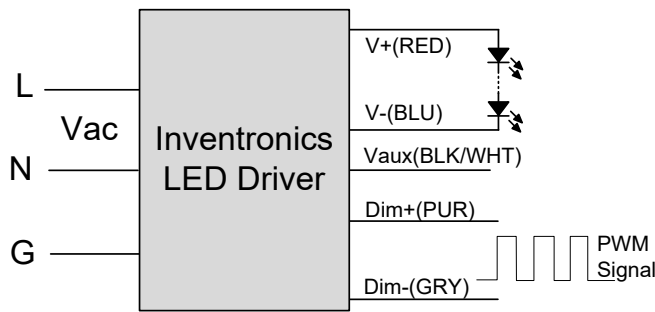 L
Vac
N
G
Inventronics
LED Driver
V+(RED)
V-(BLU)
Vaux(BLK/WHT)
Dim+(PUR)
Dim-(GRY)
PWM
Signal